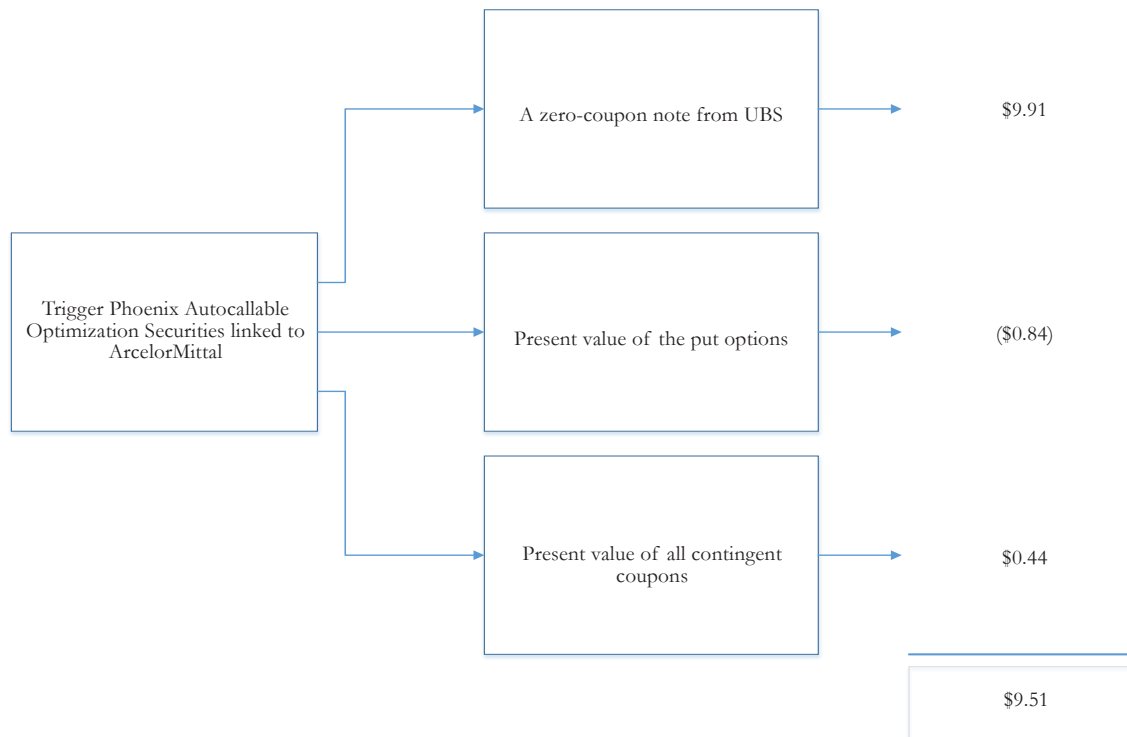 A zero-coupon note from UBS
$9.91
Trigger Phoenix Autocallable
Optimization Securities linked to
ArcelorMittal
Present value of the put options
($0.84)
Present value of all contingent
coupons
$0.44
$9.51